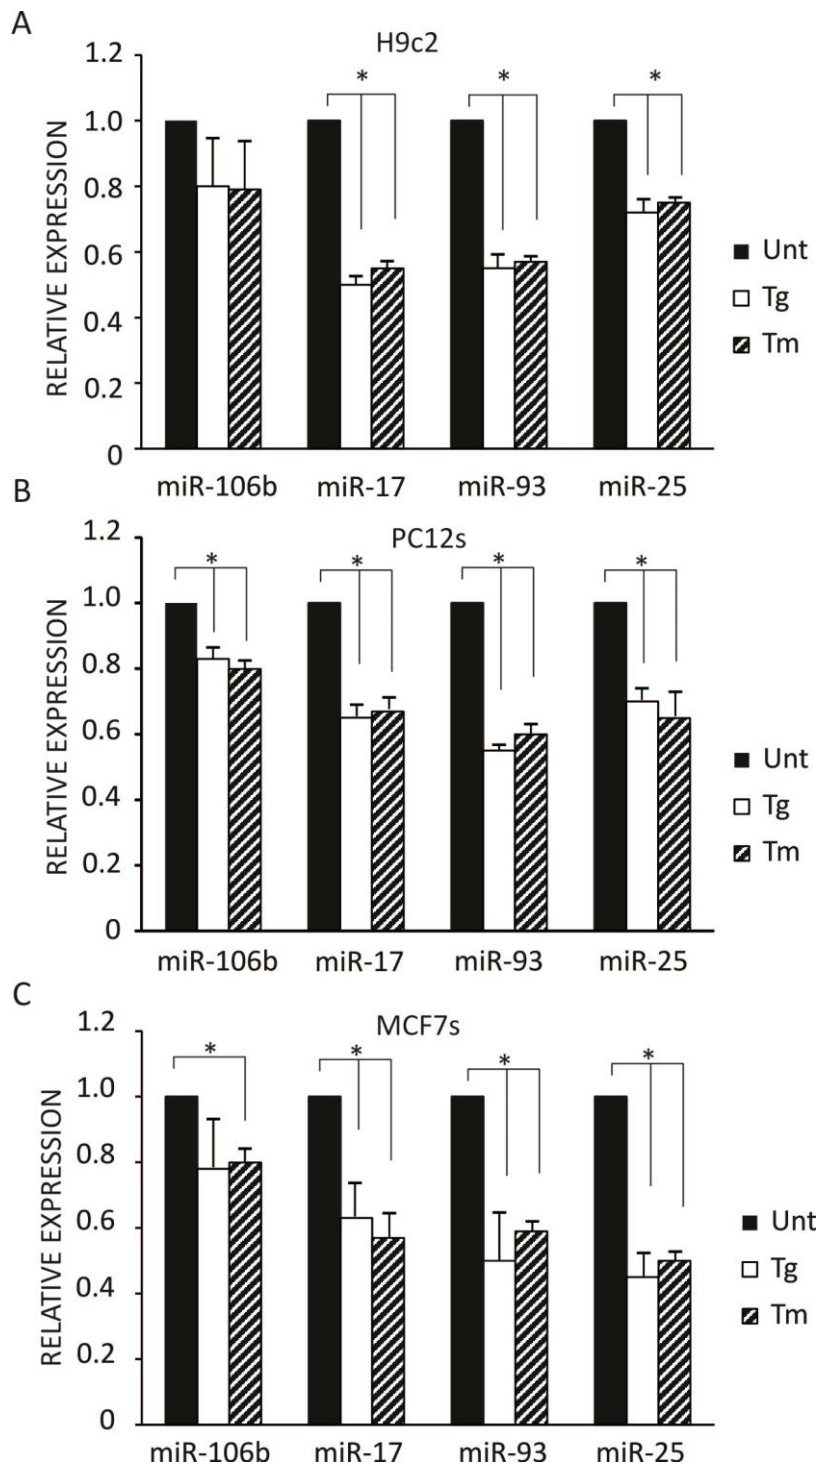 A
H9c2
1.2
*
*
*
1.0
0.8
0.6
0.4
0.2
0
RELATIVE EXPRESSION
Unt
Tg
Tm
miR-106b miR-17 miR-93 miR-25
B
PC12s
1.2
*
*
*
*
1.0
0.8
0.6
0.4
0.2
0
RELATIVE EXPRESSION
Unt
Tg
Tm
miR-106b miR-17 miR-93 miR-25
C
MCF7s
1.2
*
*
*
*
1.0
0.8
0.6
0.4
0.2
0
RELATIVE EXPRESSION
Unt
Tg
Tm
miR-106b miR-17 miR-93 miR-25